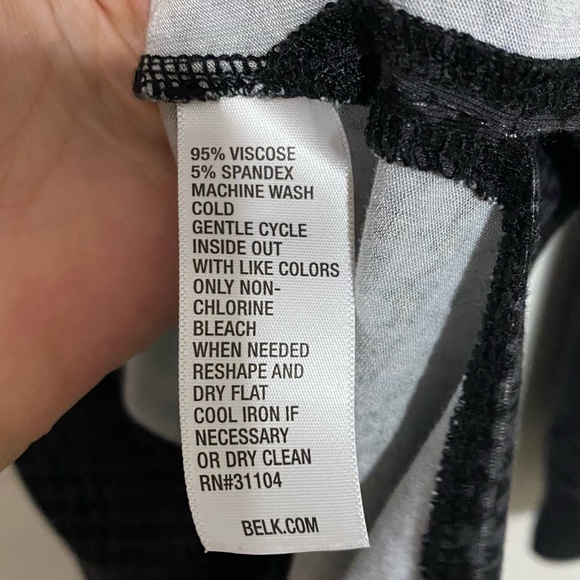 95% VISCOSE
5% SPANDEX
MACHINE WASH
COLD
GENTLE CYCLE
INSIDE OUT
WITH LIKE COLORS
ONLY NON-
CHLORINE
BLEACH
WHEN NEEDED
RESHAPE AND
DRY FLAT
COOL IRON IF
NECESSARY
OR DRY CLEAN
RN#31104
BELK.COM